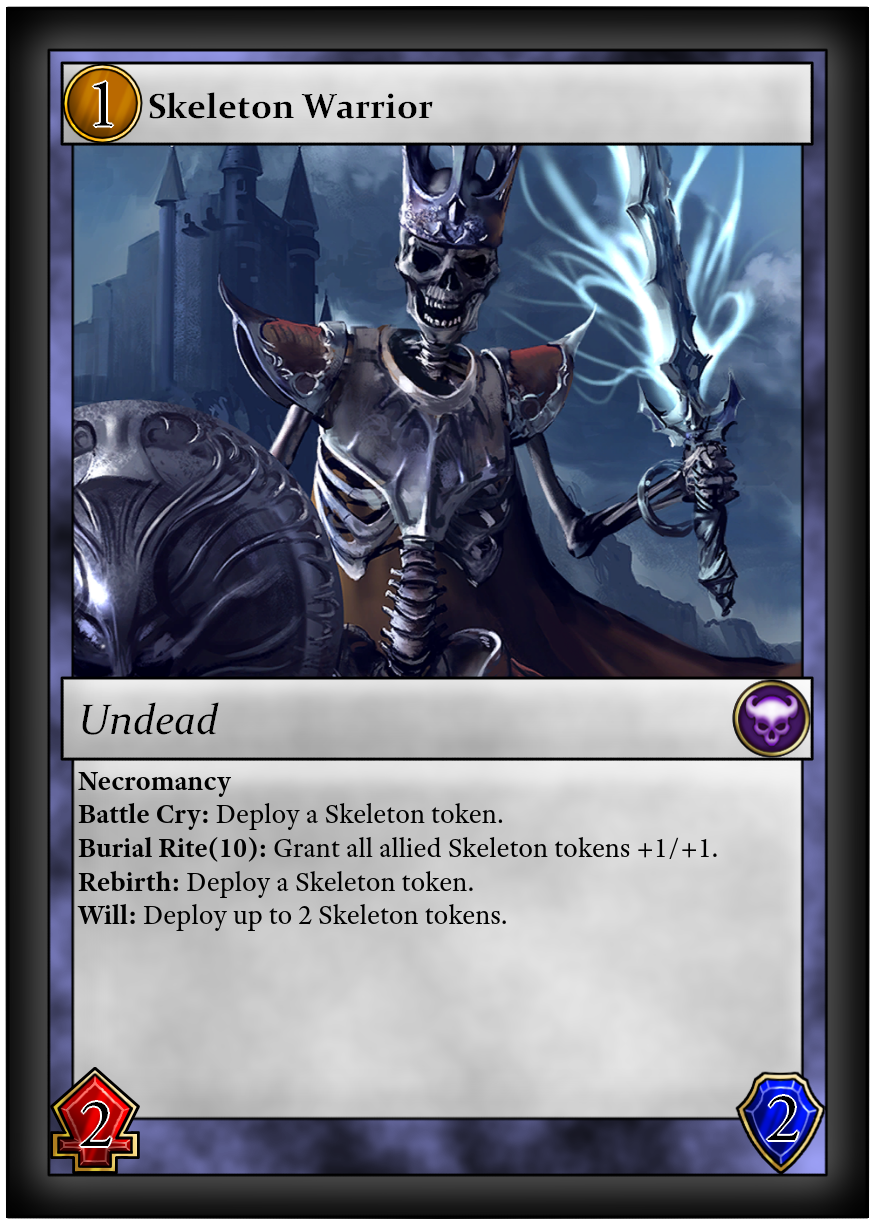 1 Skeleton Warrior
Undead
Necromancy
Battle Cry: Deploy a Skeleton token.
Burial Rite(10): Grant all allied Skeleton tokens +1/+1.
Rebirth: Deploy a Skeleton token.
Will: Deploy up to 2 Skeleton tokens.
2 2